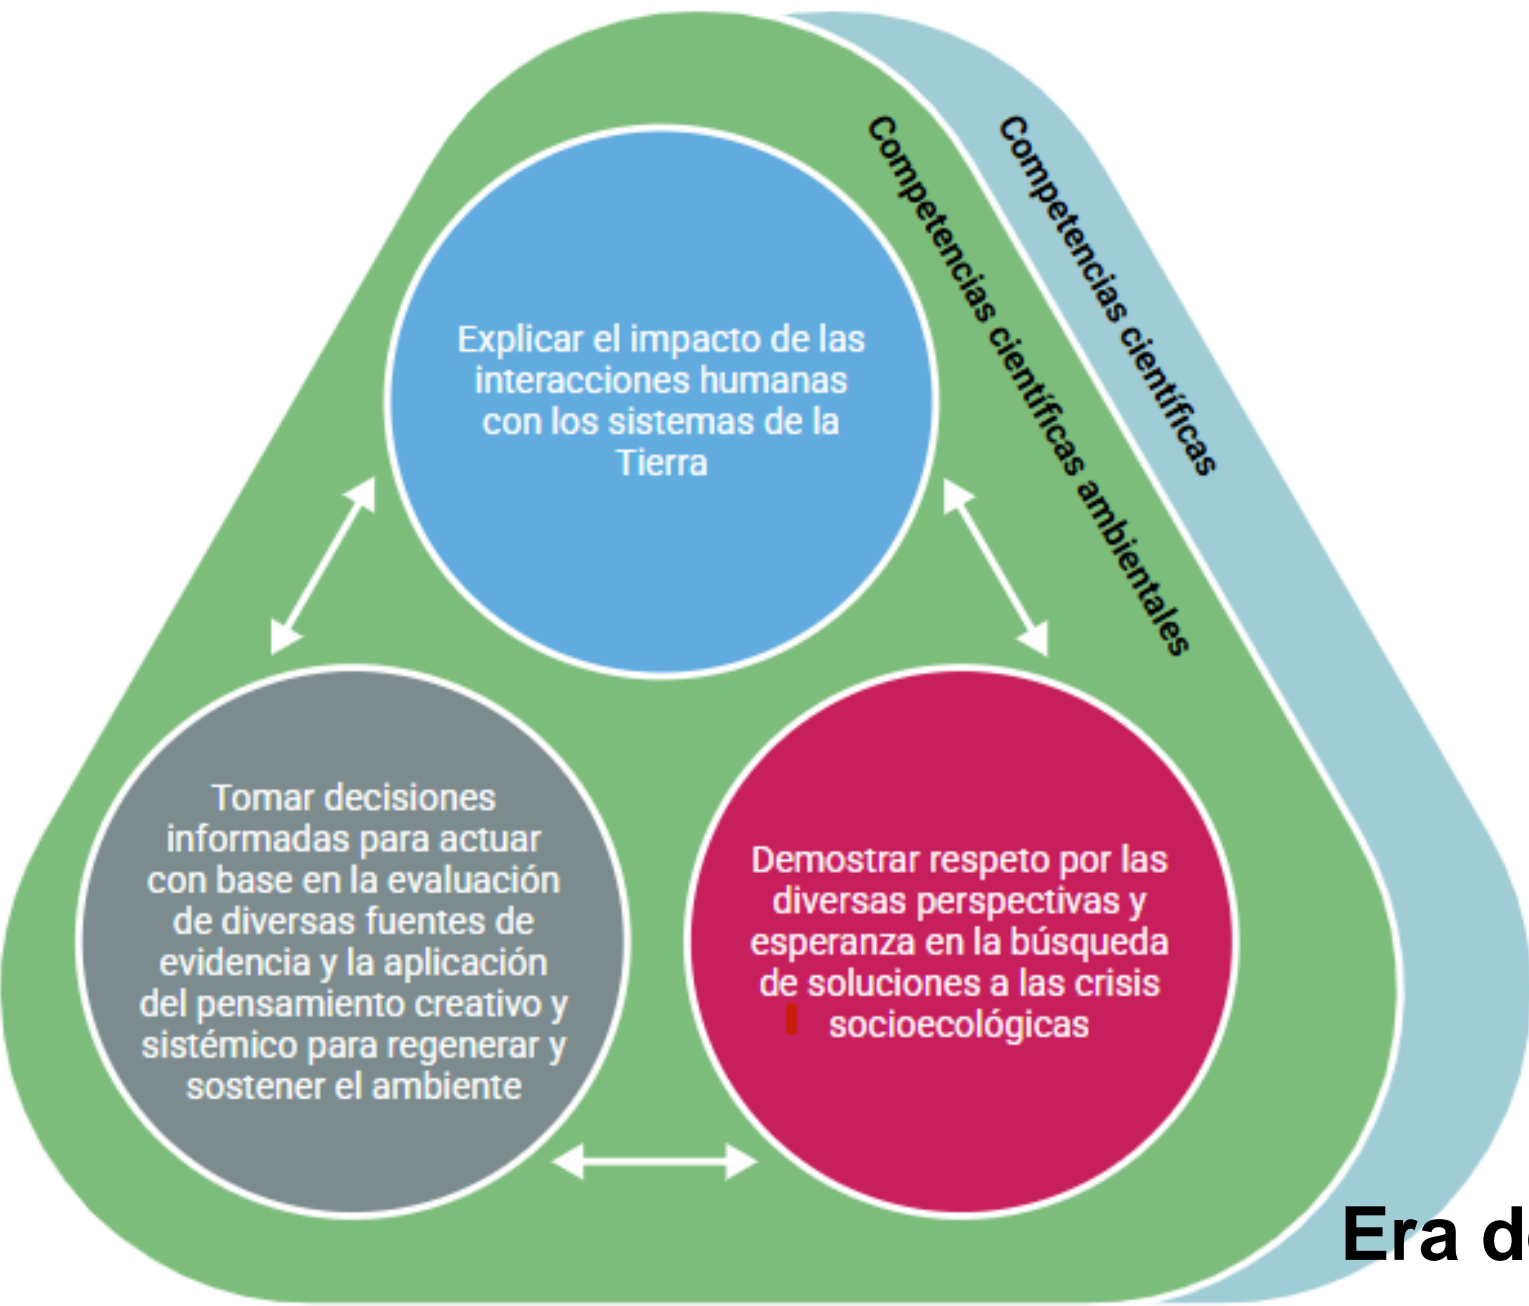 Competencias científicas
Competencias científicas ambientales
Explicar el impacto de las
interacciones humanas
con los sistemas de la
Tierra
Tomar decisiones
informadas para actuar
con base en la evaluación
de diversas fuentes de
evidencia y la aplicación
del pensamiento creativo y
sistémico para regenerar y
sostener el ambiente
Demostrar respeto por las
diversas perspectivas y
esperanza en la búsqueda
de soluciones a las crisis
socioecológicas
Era